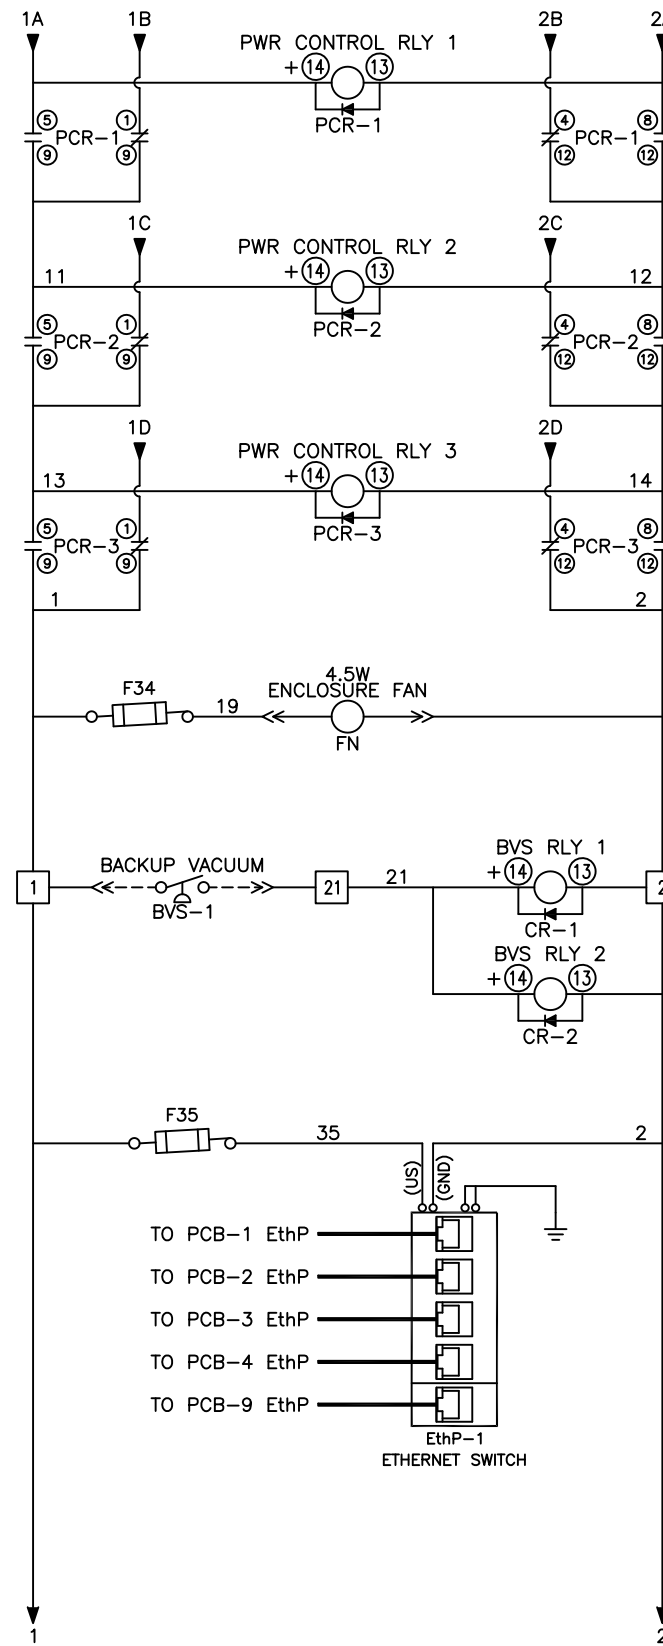 1A 1B 2B
PWR CONTROL RLY 1
+ 14 13
PCR-1
5 1 4 8
PCR-1 PCR-1
9 9 12 12
1C 2C
PWR CONTROL RLY 2
+ 14 13
11 12
PCR-2
5 1 4 8
PCR-2 PCR-2
9 9 12 12
1D 2D
PWR CONTROL RLY 3
+ 14 13
13 14
PCR-3
5 1 4 8
PCR-3 PCR-3
9 9 12 12
1 2
4.5W
F34 ENCLOSURE FAN
19
FN
BVS RLY 1
BACKUP VACUUM + 14 13
1 21 21 2
BVS-1 CR-1
BVS RLY 2
+ 14 13
CR-2
F35
35 2
(US) (GND)
TO PCB-1 EthP
TO PCB-2 EthP
TO PCB-3 EthP
TO PCB-4 EthP
TO PCB-9 EthP
EthP-1
ETHERNET SWITCH
1 2